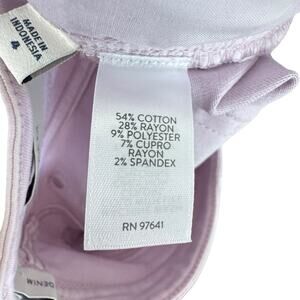 MADE IN
INDONESIA
4
54% COTTON
28% RAYON
9% POLYESTER
7% CUPRO
RAYON
2% SPANDEX
RN 97641
DENIM